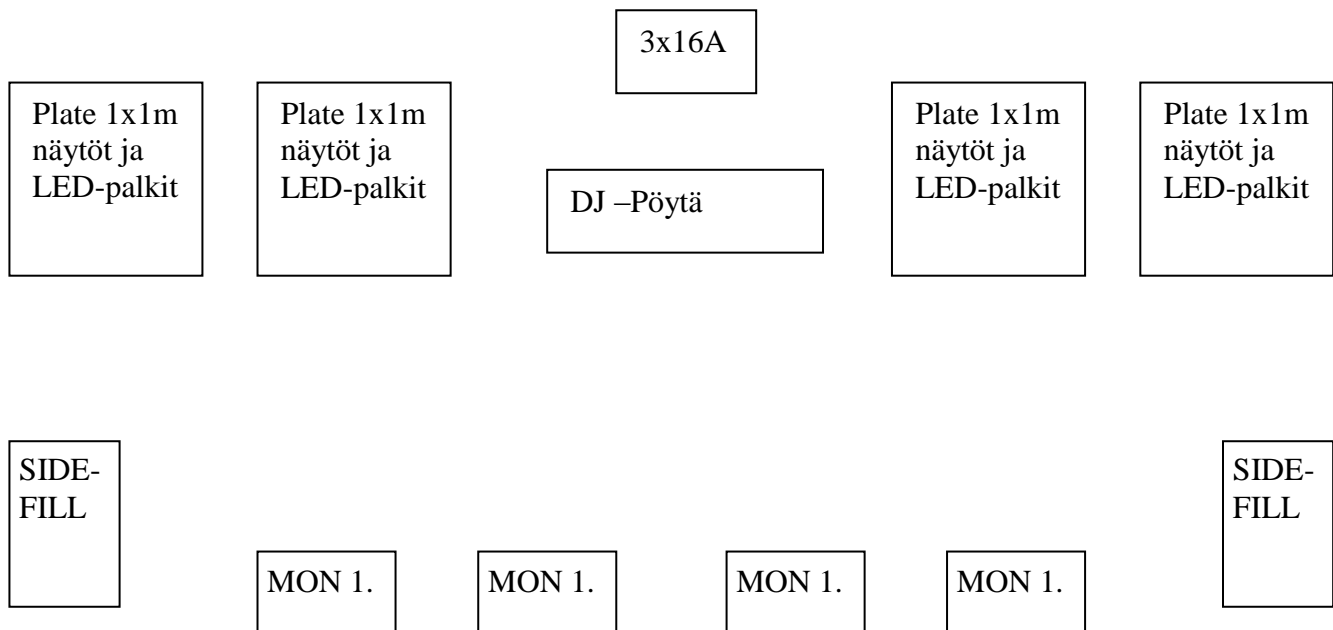 3x16A
Plate 1x1m
näytöt ja
LED-palkit
Plate 1x1m
näytöt ja
LED-palkit
DJ –Pöytä
Plate 1x1m
näytöt ja
LED-palkit
Plate 1x1m
näytöt ja
LED-palkit
SIDE-
FILL
SIDE-
FILL
MON 1.
MON 1.
MON 1.
MON 1.